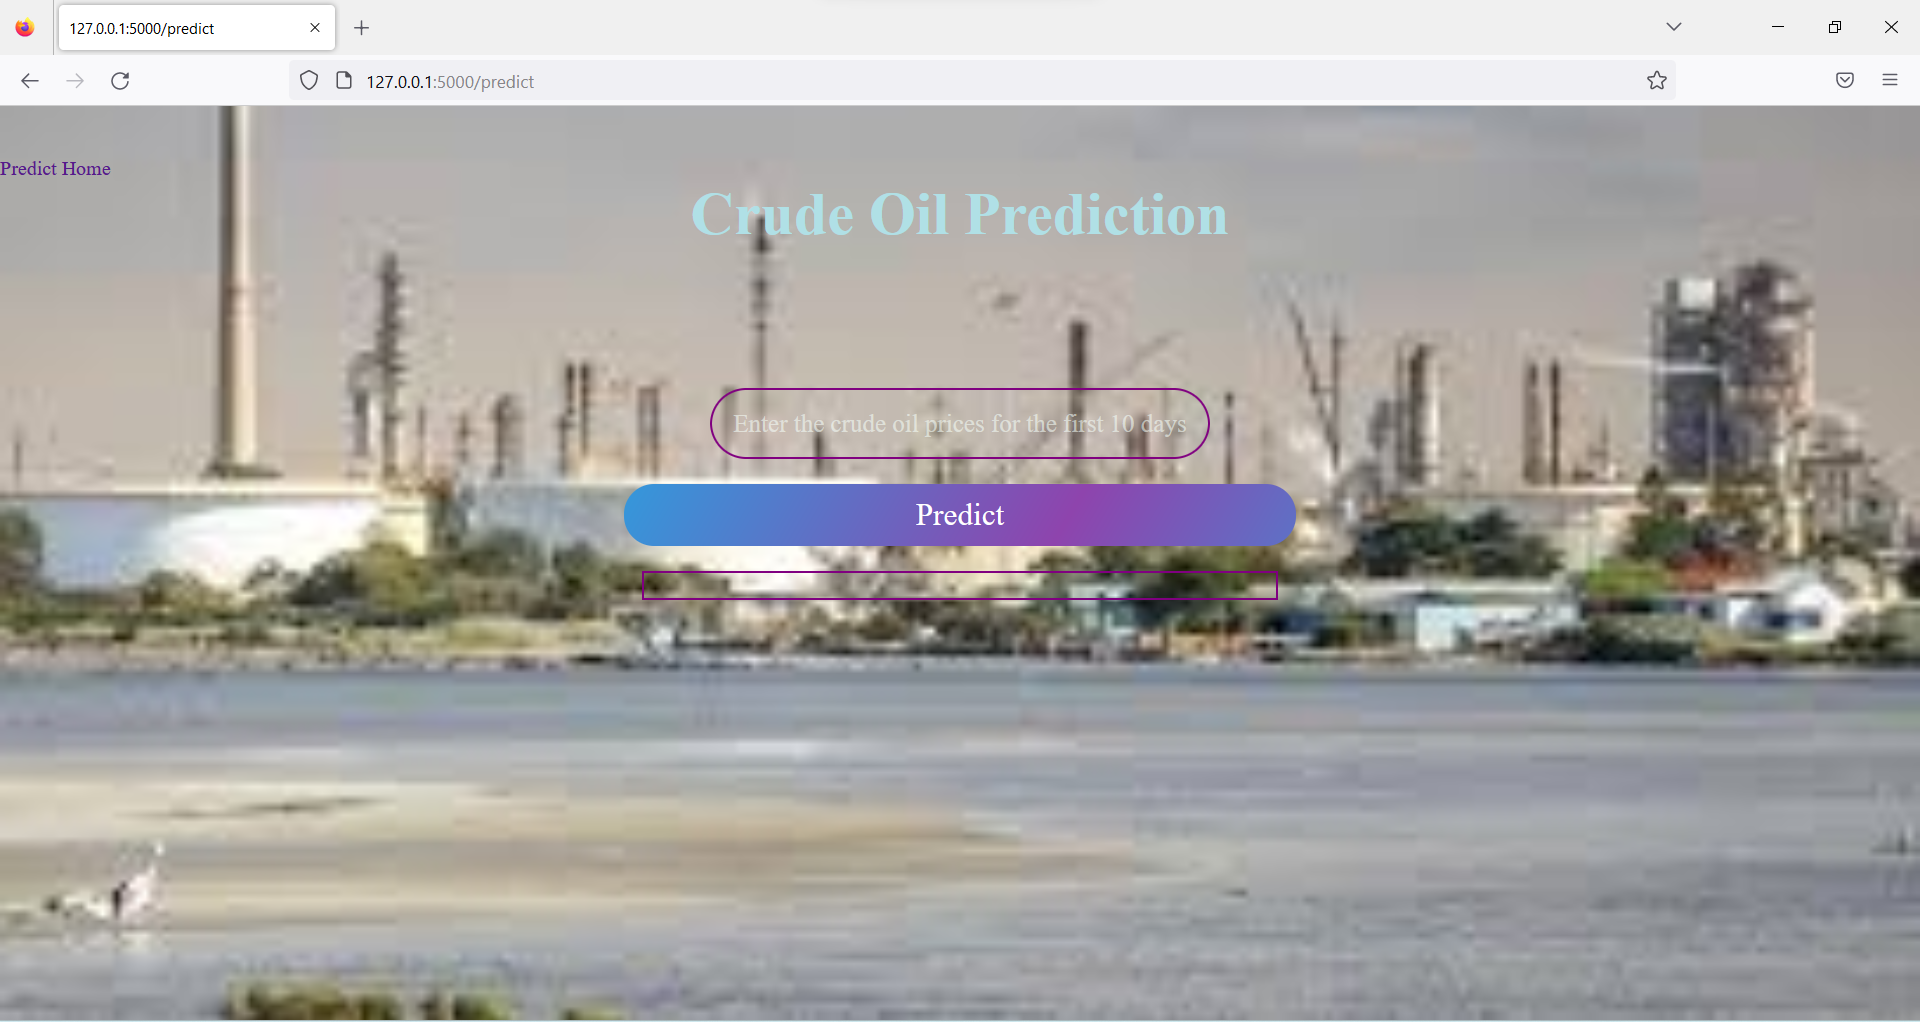 127.0.0.1:5000/predict
127.0.0.1:5000/predict
Predict Home
Crude Oil Prediction
Enter the crude oil prices for the first 10 days
Predict